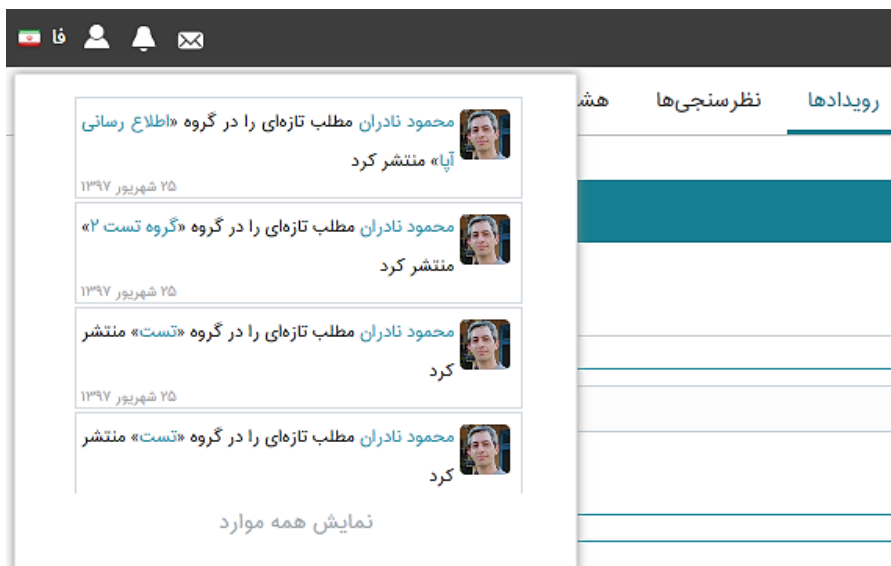 فا
رویدادها
نظرسنجی‌ها
هشد
محمود نادران مطلب تازه‌ای را در گروه «اطلاع رسانی
آپا» منتشر کرد
۲۵ شهریور ۱۳۹۷
محمود نادران مطلب تازه‌ای را در گروه «گروه تست ۲»
منتشر کرد
۲۵ شهریور ۱۳۹۷
محمود نادران مطلب تازه‌ای را در گروه «تست» منتشر
کرد
۲۵ شهریور ۱۳۹۷
محمود نادران مطلب تازه‌ای را در گروه «تست» منتشر
کرد
نمایش همه موارد